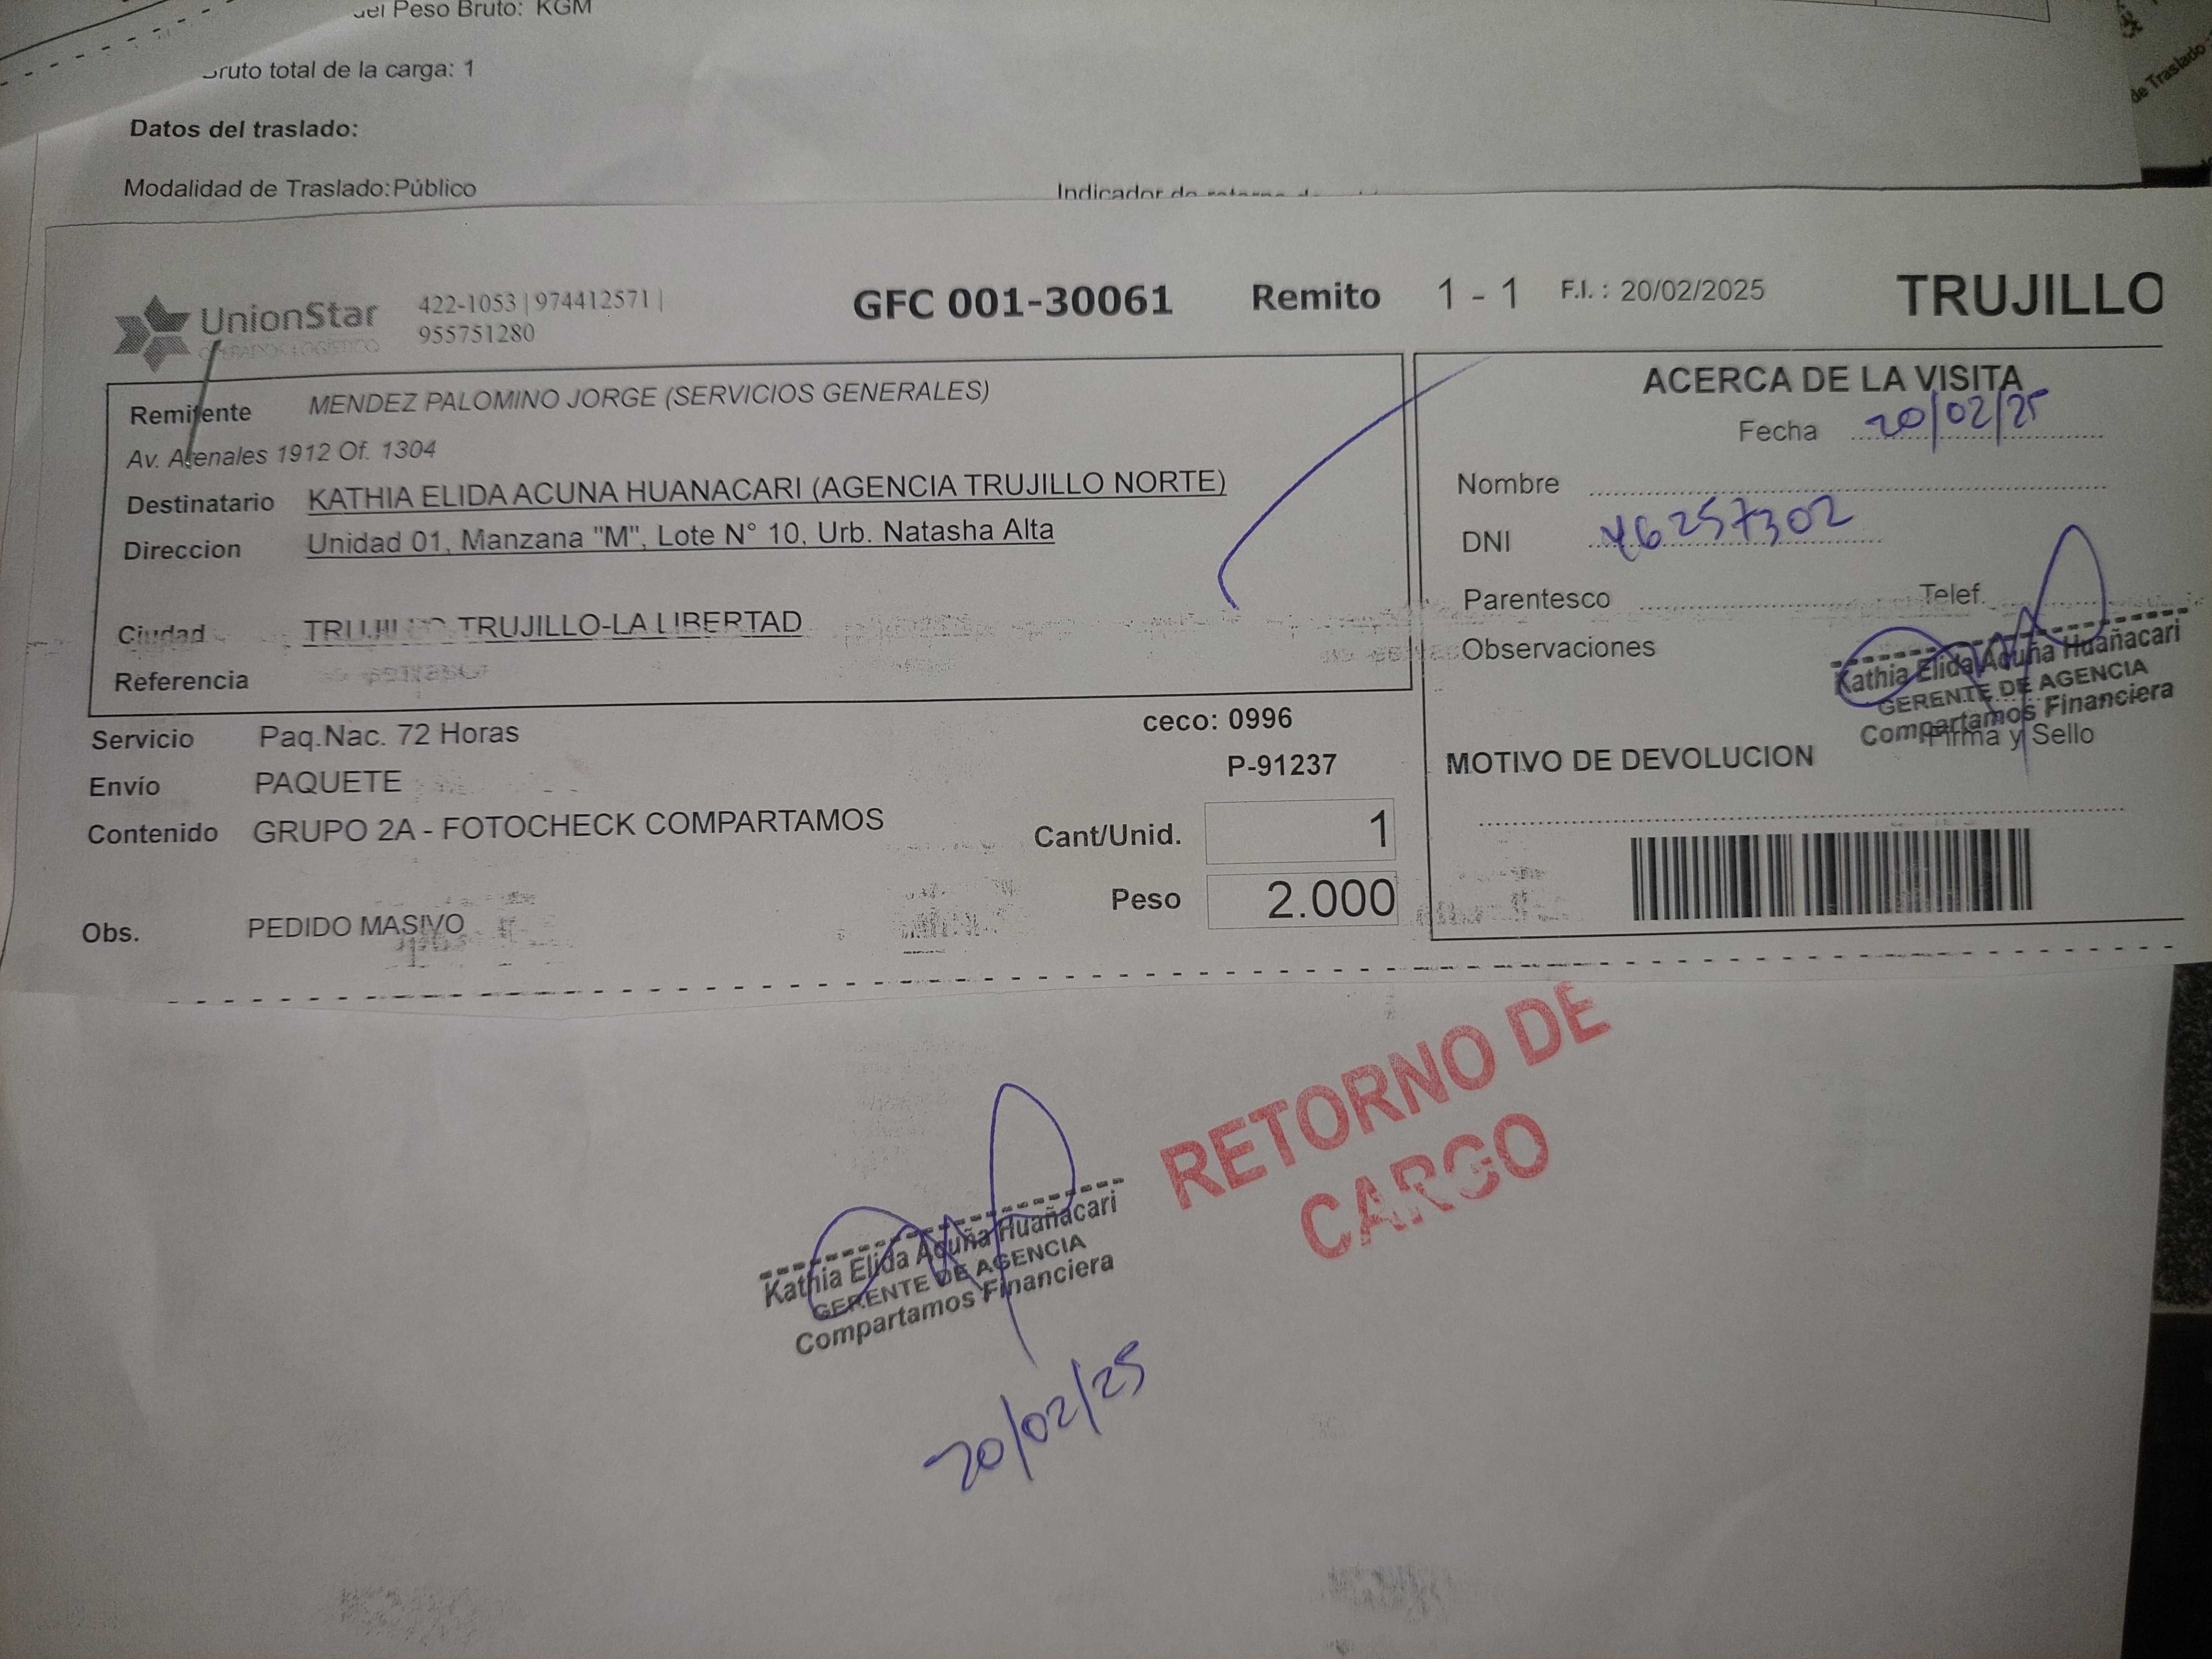 del Peso Bruto: KGM
Bruto total de la carga: 1
de Traslado
Datos del traslado:
Modalidad de Traslado:Público
UnionStar
OPERADOR LOGÍSTICO
422-1053 | 974412571 |
955751280
GFC 001-30061 Remito 1 - 1 F.I. : 20/02/2025 TRUJILLO
Remitente MENDEZ PALOMINO JORGE (SERVICIOS GENERALES)
Av. Arenales 1912 Of. 1304
Destinatario KATHIA ELIDA ACUNA HUANACARI (AGENCIA TRUJILLO NORTE)
Direccion Unidad 01, Manzana "M", Lote N° 10, Urb. Natasha Alta
Ciudad TRUJILLO TRUJILLO-LA LIBERTAD
Referencia
Servicio Paq.Nac. 72 Horas
ceco: 0996
Envío PAQUETE
P-91237
Contenido GRUPO 2A - FOTOCHECK COMPARTAMOS
Cant/Unid. 1
Peso 2.000
Obs. PEDIDO MASIVO
ACERCA DE LA VISITA
Fecha 20/02/25
Nombre
DNI 46257302
Parentesco Telef.
Observaciones
Kathia Elida Acuña Huañacari
GERENTE DE AGENCIA
Compartamos Financiera
Firma y Sello
MOTIVO DE DEVOLUCION
RETORNO DE
CARGO
Kathia Elida Acuña Huañacari
GERENTE DE AGENCIA
Compartamos Financiera
20/02/25